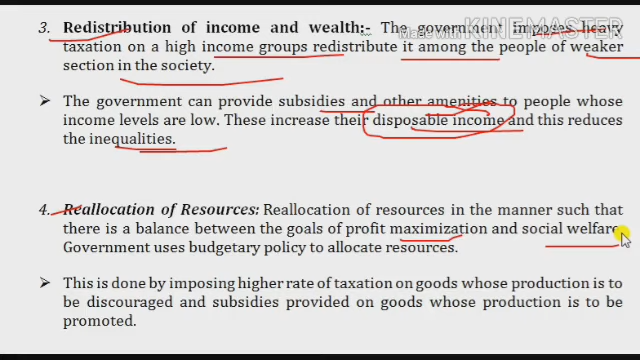 3. Redistribution of income and wealth:- The government imposes heavy
Made with KINEMASTER
taxation on a high income groups redistribute it among the people of weaker
section in the society.
➤ The government can provide subsidies and other amenities to people whose
income levels are low. These increase their disposable income and this reduces
the inequalities.
4. Reallocation of Resources: Reallocation of resources in the manner such that
there is a balance between the goals of profit maximization and social welfare
Government uses budgetary policy to allocate resources.
➤ This is done by imposing higher rate of taxation on goods whose production is to
be discouraged and subsidies provided on goods whose production is to be
promoted.